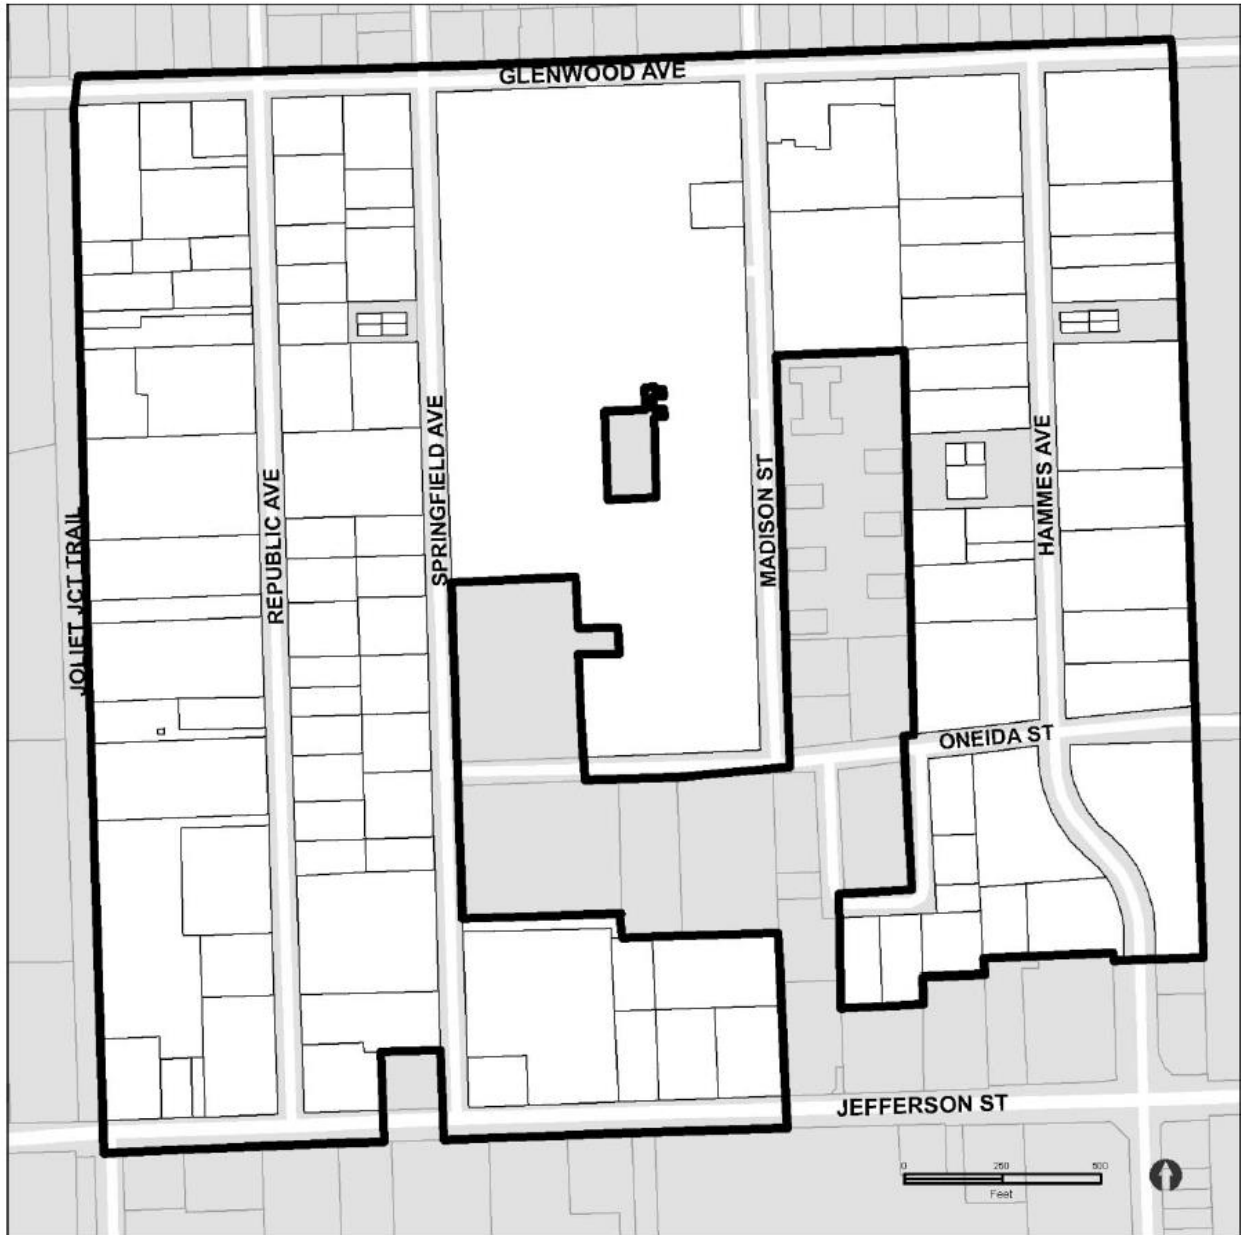 GLENWOOD AVE
JOLIET JCT TRAIL
REPUBLIC AVE
SPRINGFIELD AVE
MADISON ST
HAMMES AVE
ONEIDA ST
JEFFERSON ST
0 250 500
Feet